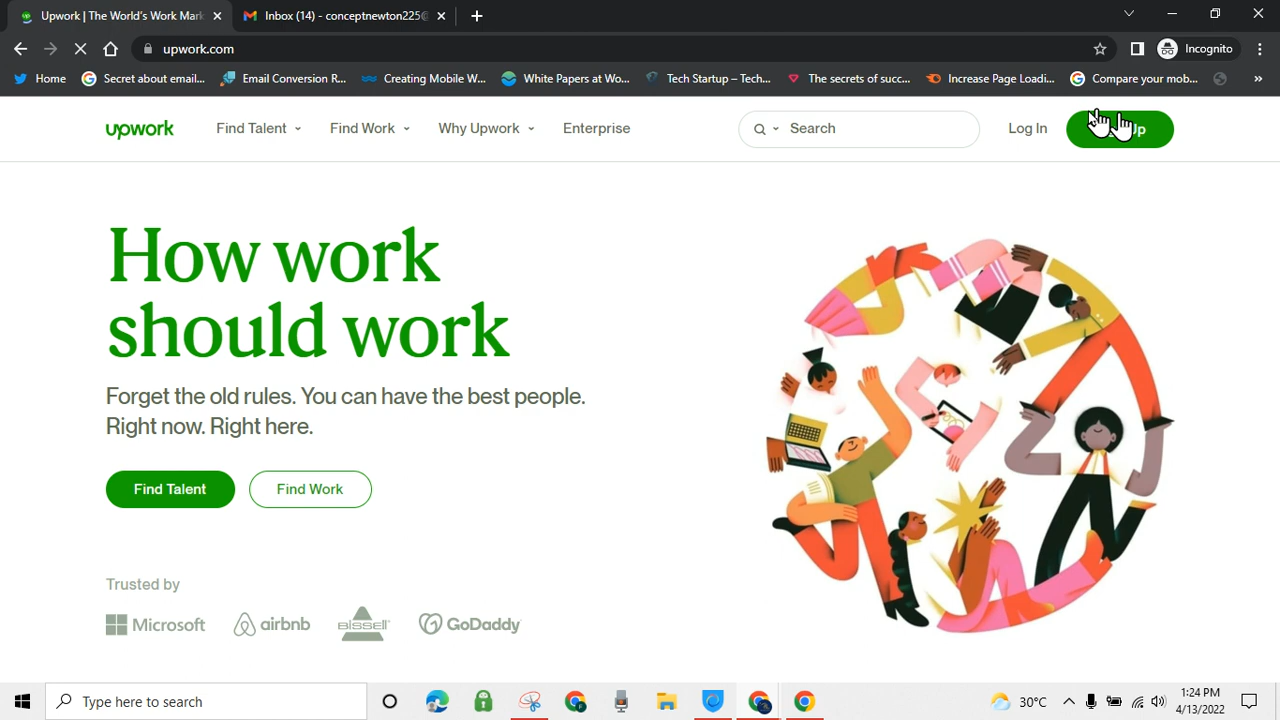 Upwork | The World's Work Mark
Inbox (14) - conceptnewton225@
upwork.com
Incognito
Home
Secret about email...
Email Conversion R...
Creating Mobile W...
White Papers at Wo...
Tech Startup – Tech...
The secrets of succ...
Increase Page Loadi...
Compare your mob...
»
upwork
Find Talent
Find Work
Why Upwork
Enterprise
Search
Log In
How work
should work
Forget the old rules. You can have the best people.
Right now. Right here.
Find Talent
Find Work
Trusted by
Microsoft
airbnb
BISSELL
GoDaddy
Type here to search
30°C
1:24 PM
4/13/2022